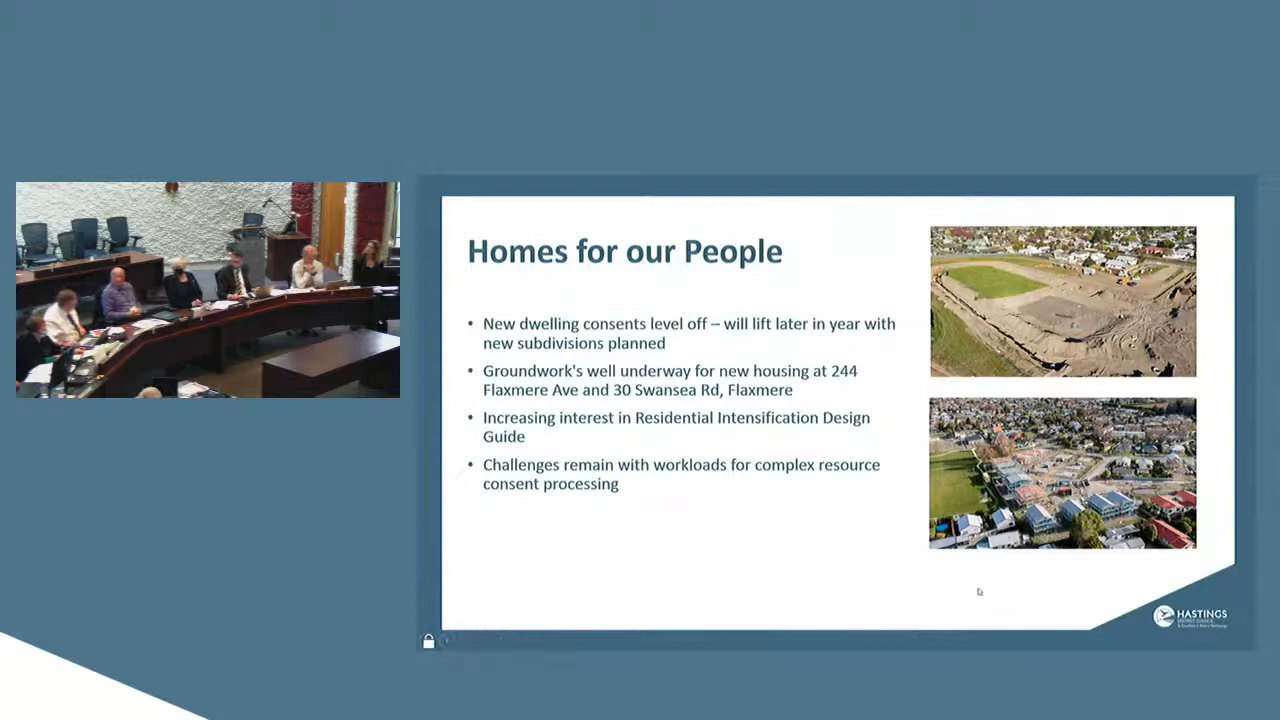 Homes for our People
• New dwelling consents level off – will lift later in year with
new subdivisions planned
• Groundwork's well underway for new housing at 244
Flaxmere Ave and 30 Swansea Rd, Flaxmere
• Increasing interest in Residential Intensification Design
Guide
• Challenges remain with workloads for complex resource
consent processing
HASTINGS
DISTRICT COUNCIL